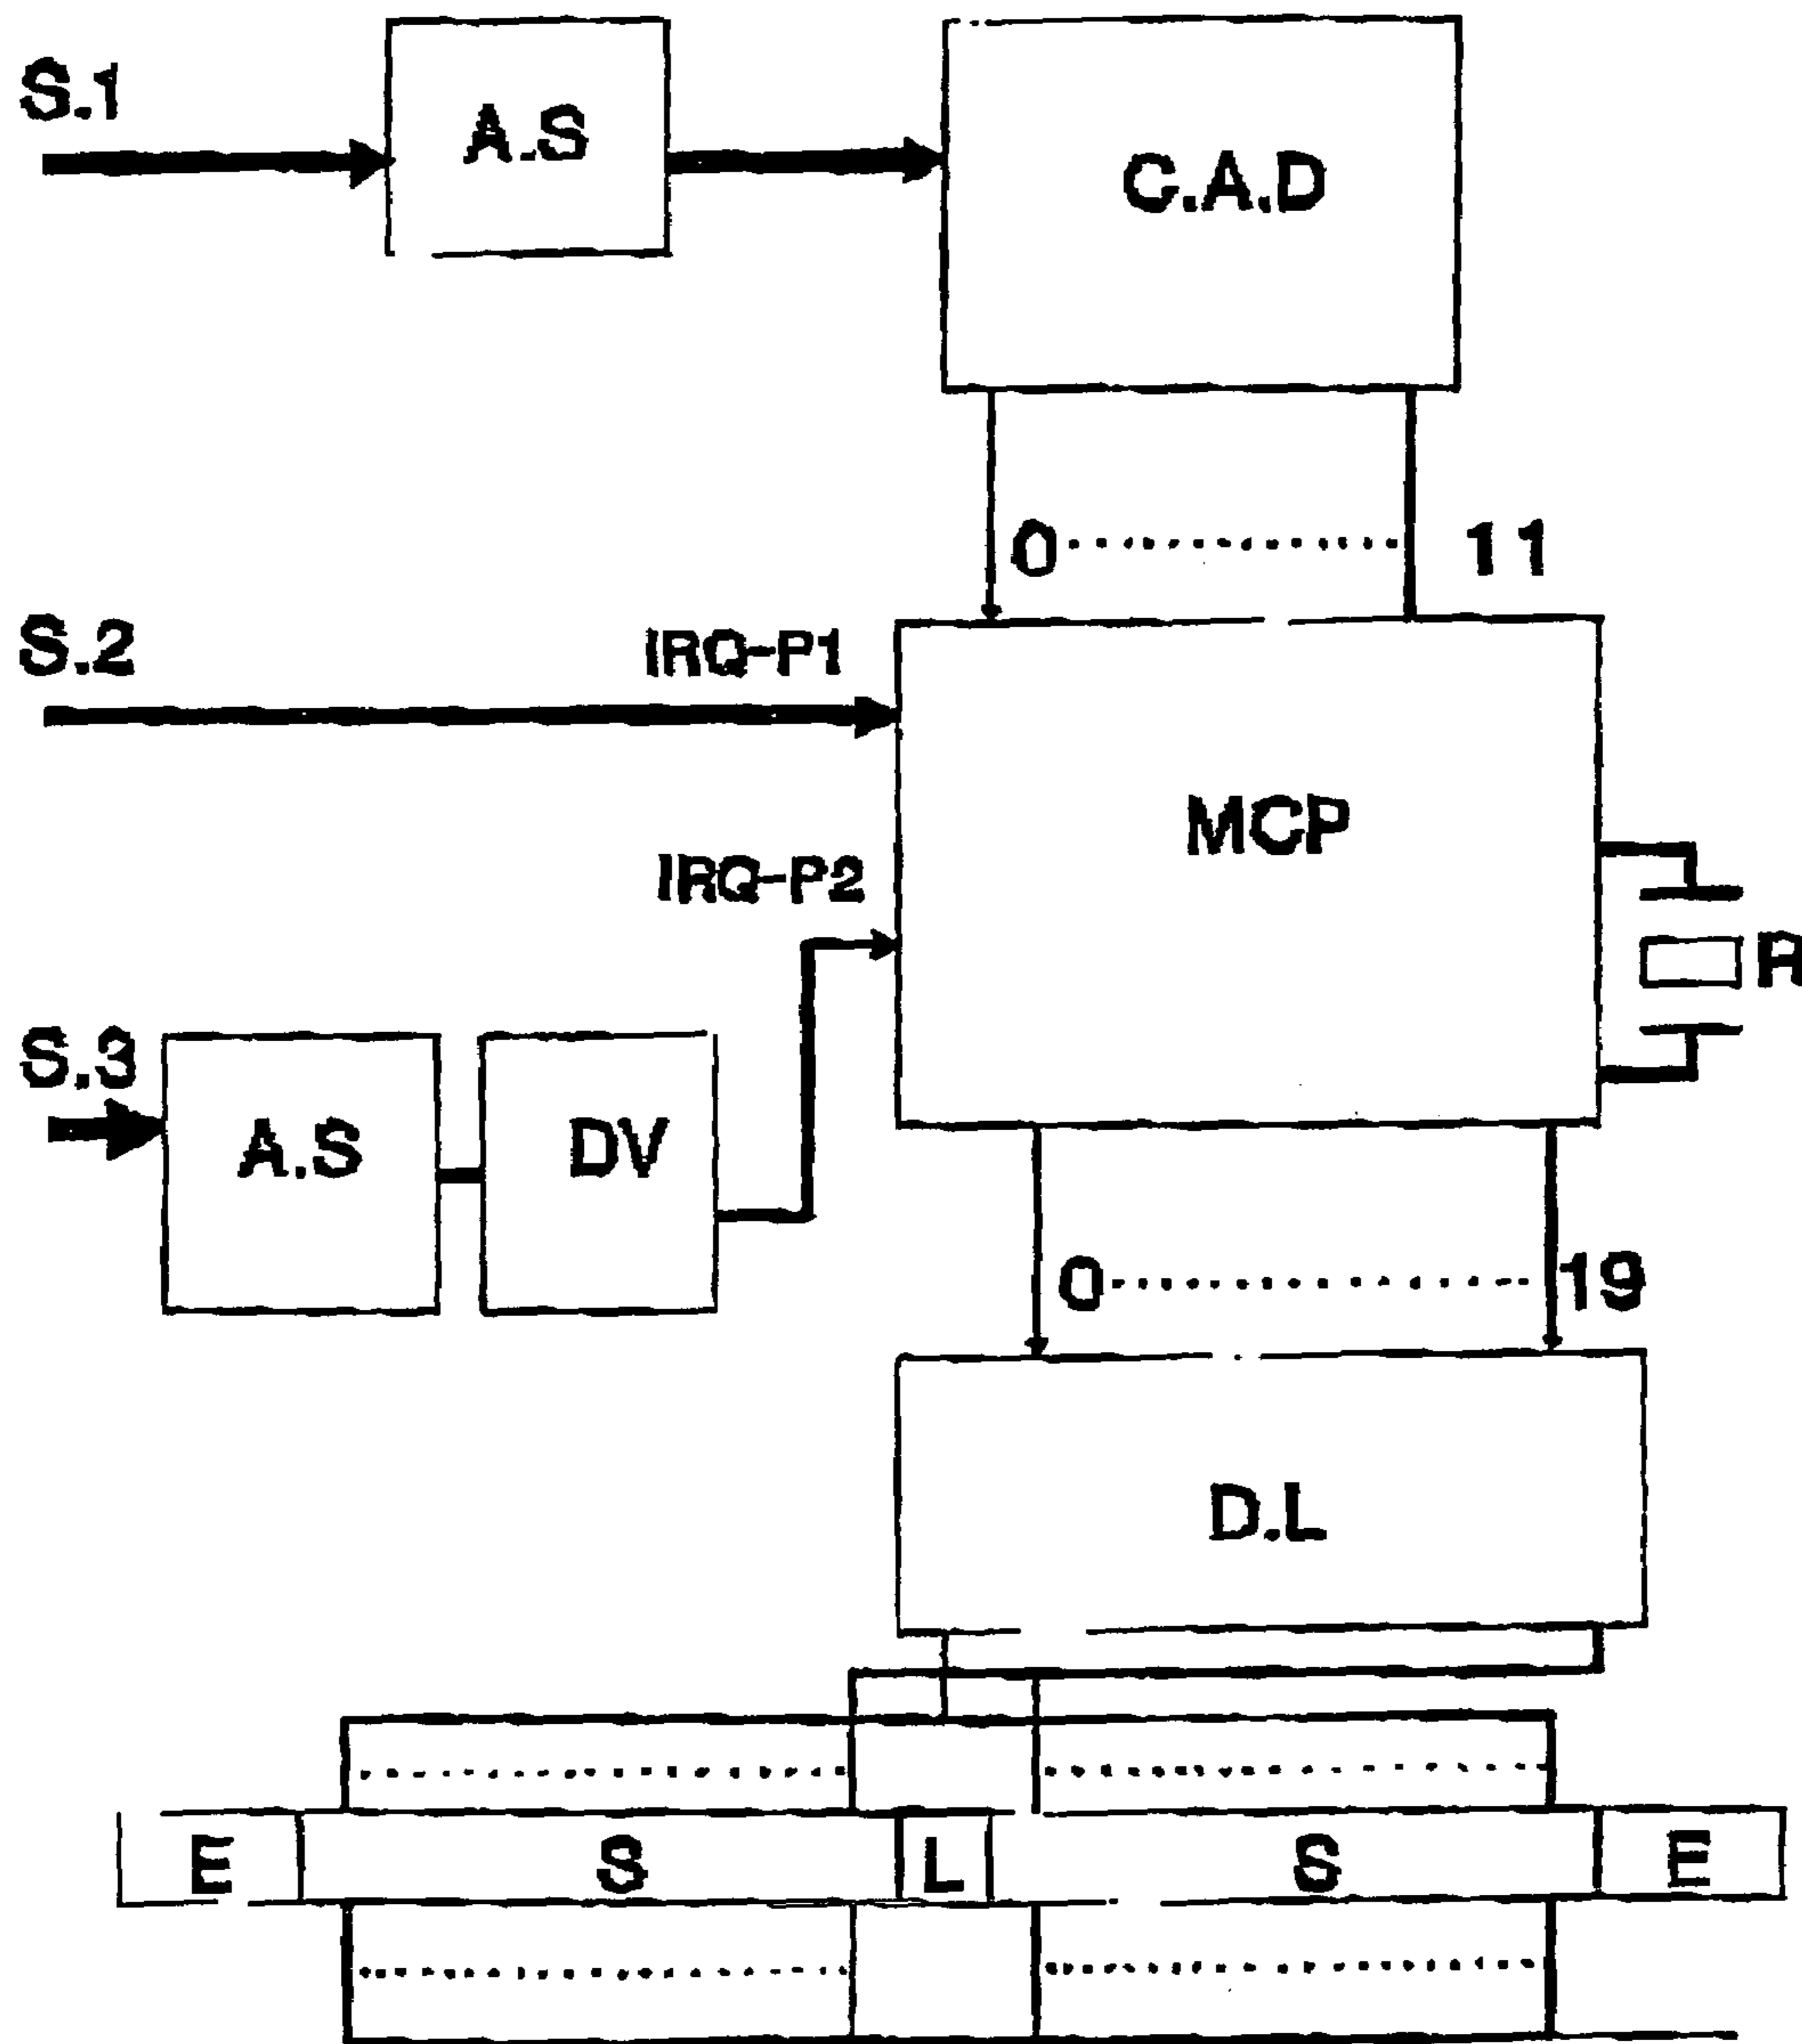 S.1
A.S
C.A.D
0 11
S.2
IRQ-P1
MCP
IRQ-P2
R
S.3
A.S
DV
0 19
D.L
E S L S E